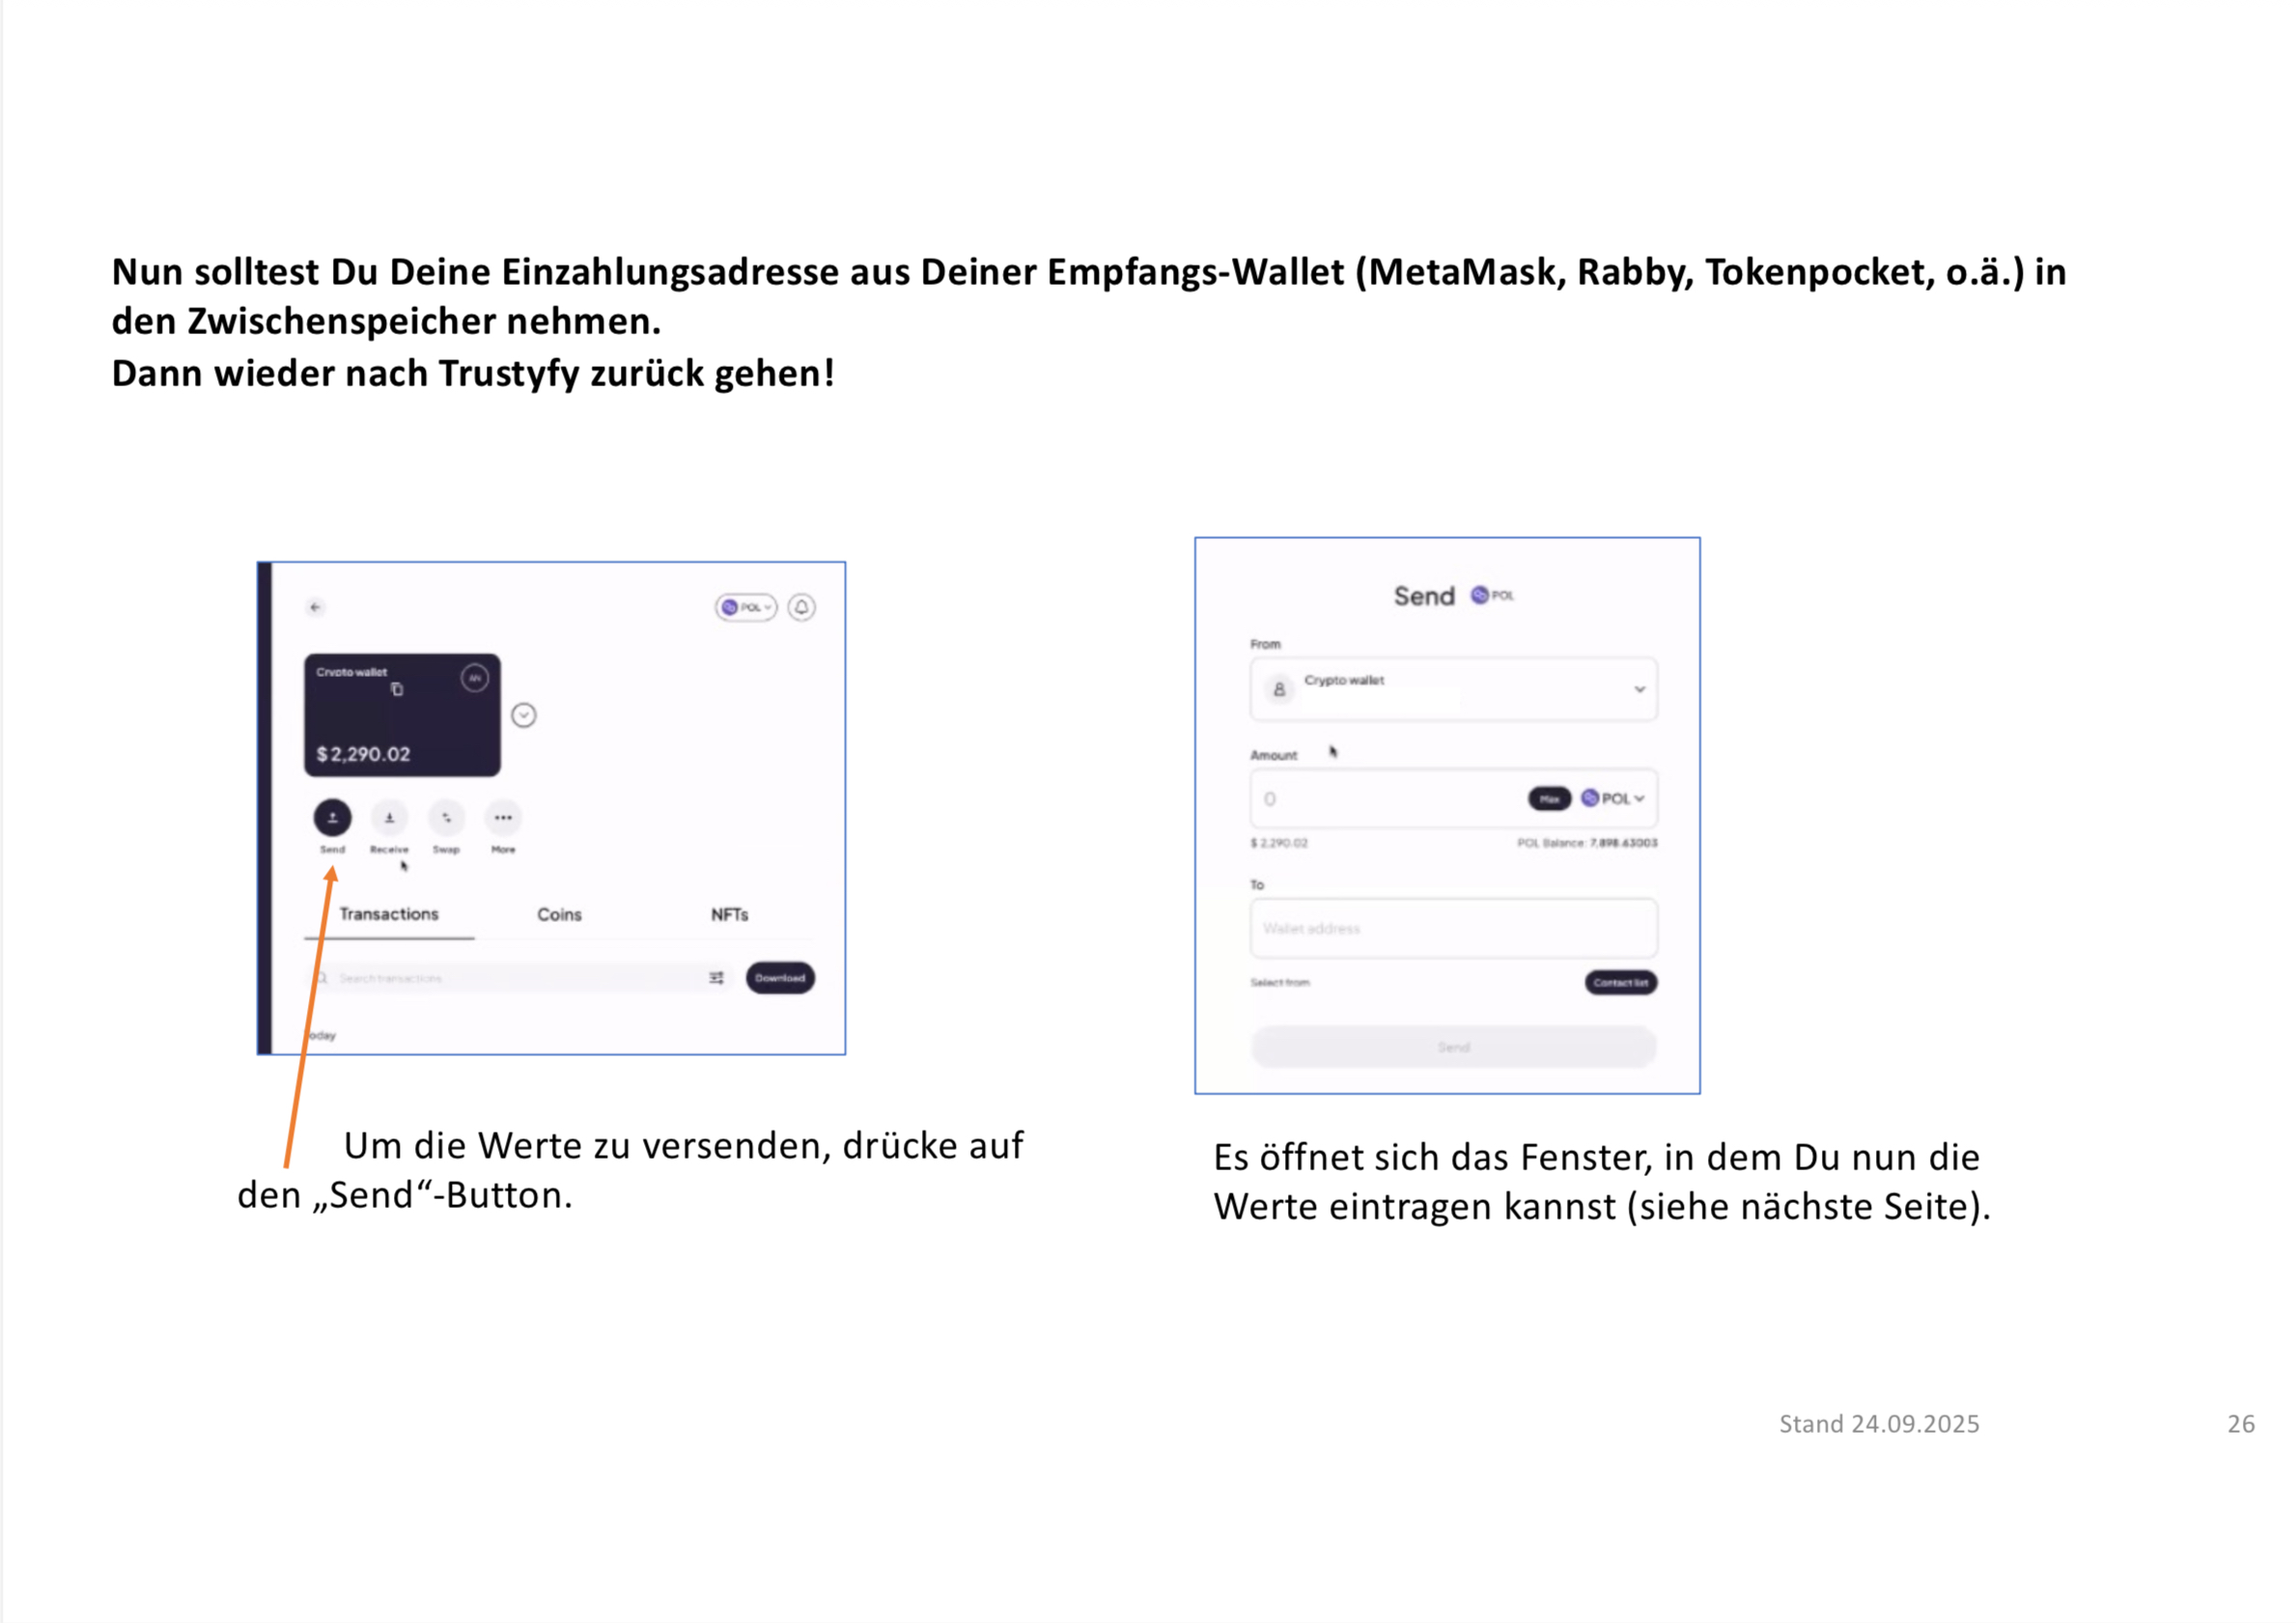 Nun solltest Du Deine Einzahlungsadresse aus Deiner Empfangs-Wallet (MetaMask, Rabby, Tokenpocket, o.ä.) in
den Zwischenspeicher nehmen.
Dann wieder nach Trustyfy zurück gehen!
POL
Crypto wallet
AN
$ 2,290.02
Send Receive Swap More
Transactions Coins NFTs
Search transactions
Download
oday
Um die Werte zu versenden, drücke auf
den „Send“-Button.
Send POL
From
Crypto wallet
Amount
0 Max POL
$ 2,290.02 POL Balance: 7,898.63003
To
Wallet address
Select from Contact list
Send
Es öffnet sich das Fenster, in dem Du nun die
Werte eintragen kannst (siehe nächste Seite).
Stand 24.09.2025 26